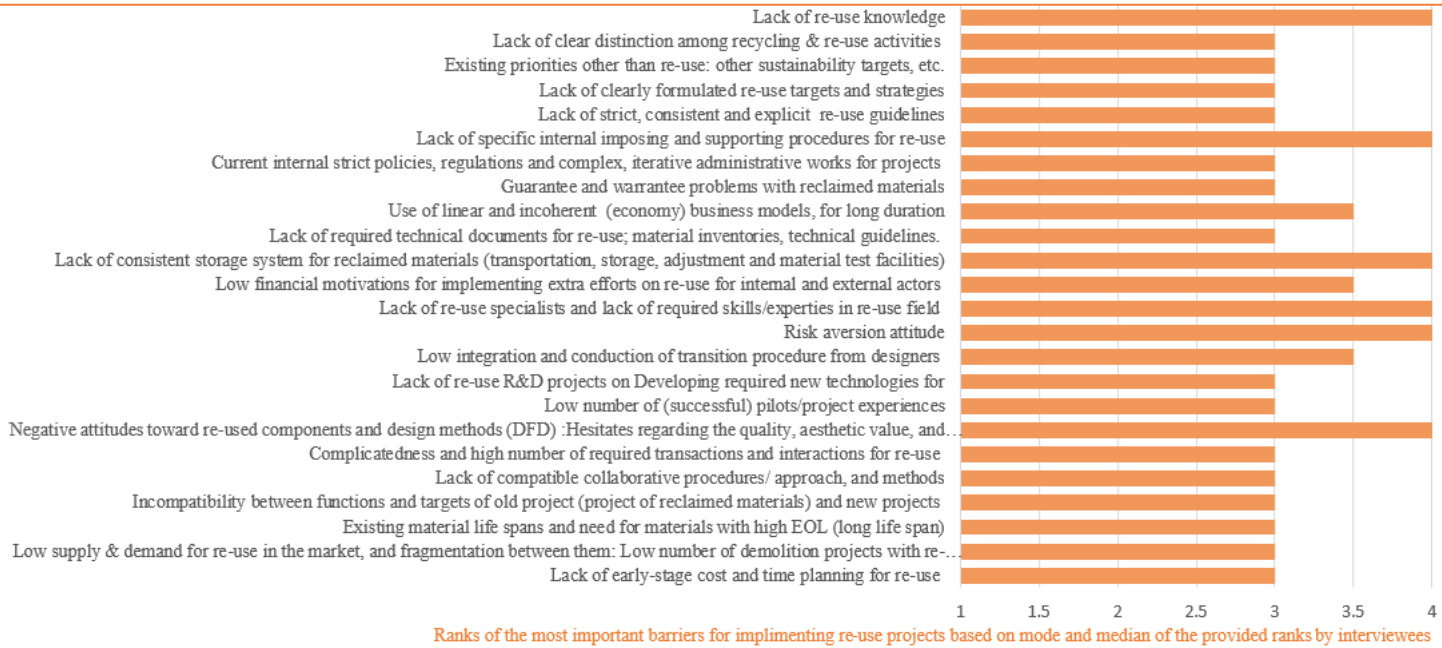 Lack of re-use knowledge
Lack of clear distinction among recycling & re-use activities
Existing priorities other than re-use: other sustainability targets, etc.
Lack of clearly formulated re-use targets and strategies
Lack of strict, consistent and explicit re-use guidelines
Lack of specific internal imposing and supporting procedures for re-use
Current internal strict policies, regulations and complex, iterative administrative works for projects
Guarantee and warrantee problems with reclaimed materials
Use of linear and incoherent (economy) business models, for long duration
Lack of required technical documents for re-use; material inventories, technical guidelines.
Lack of consistent storage system for reclaimed materials (transportation, storage, adjustment and material test facilities)
Low financial motivations for implementing extra efforts on re-use for internal and external actors
Lack of re-use specialists and lack of required skills/experties in re-use field
Risk aversion attitude
Low integration and conduction of transition procedure from designers
Lack of re-use R&D projects on Developing required new technologies for
Low number of (successful) pilots/project experiences
Negative attitudes toward re-used components and design methods (DFD) :Hesitates regarding the quality, aesthetic value, and…
Complicatedness and high number of required transactions and interactions for re-use
Lack of compatible collaborative procedures/ approach, and methods
Incompatibility between functions and targets of old project (project of reclaimed materials) and new projects
Existing material life spans and need for materials with high EOL (long life span)
Low supply & demand for re-use in the market, and fragmentation between them: Low number of demolition projects with re-…
Lack of early-stage cost and time planning for re-use
1 1.5 2 2.5 3 3.5 4
Ranks of the most important barriers for implimenting re-use projects based on mode and median of the provided ranks by interviewees